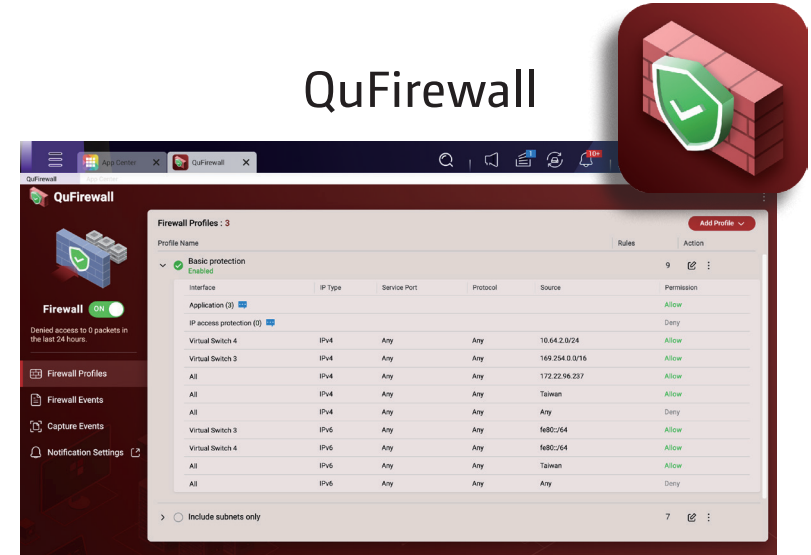 QuFirewall
App Center
QuFirewall
1
10+
QuFirewall
App Center
QuFirewall
Firewall ON
Denied access to 0 packets in
the last 24 hours.
Firewall Profiles
Firewall Events
Capture Events
Notification Settings
Firewall Profiles : 3
Add Profile
Profile Name Rules Action
Basic protection 9
Enabled
Interface IP Type Service Port Protocol Source Permission
Application (3) Allow
IP access protection (0) Deny
Virtual Switch 4 IPv4 Any Any 10.64.2.0/24 Allow
Virtual Switch 3 IPv4 Any Any 169.254.0.0/16 Allow
All IPv4 Any Any 172.22.96.237 Allow
All IPv4 Any Any Taiwan Allow
All IPv4 Any Any Any Deny
Virtual Switch 3 IPv6 Any Any fe80::/64 Allow
Virtual Switch 4 IPv6 Any Any fe80::/64 Allow
All IPv6 Any Any Taiwan Allow
All IPv6 Any Any Any Deny
Include subnets only 7